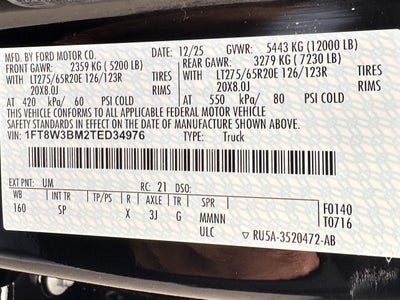 MFD. BY FORD MOTOR CO. 12/25 GVWR: 5443 KG (12000 LB)
FRONT GAWR: 2359 KG (5200 LB) REAR GAWR: 3279 KG (7230 LB)
WITH LT275/65R20E 126/123R TIRES WITH LT275/65R20E 126/123R TIRES
20X8.0J RIMS 20X8.0J RIMS
AT 420 kPa/ 60 PSI COLD AT 550 kPa/ 80 PSI COLD
THIS VEHICLE CONFORMS TO ALL APPLICABLE FEDERAL MOTOR VEHICLE
SAFETY STANDARDS IN EFFECT ON THE DATE OF MANUFACTURE SHOWN ABOVE.
VIN: 1FT8W3BM2TED34976 TYPE: Truck
EXT PNT: UM RC: 21 DSO:
WB INT TR TP/PS R AXLE TR SPR
160 SP X 3J G MMNN
ULC
F0140
T0716
RU5A-3520472-AB